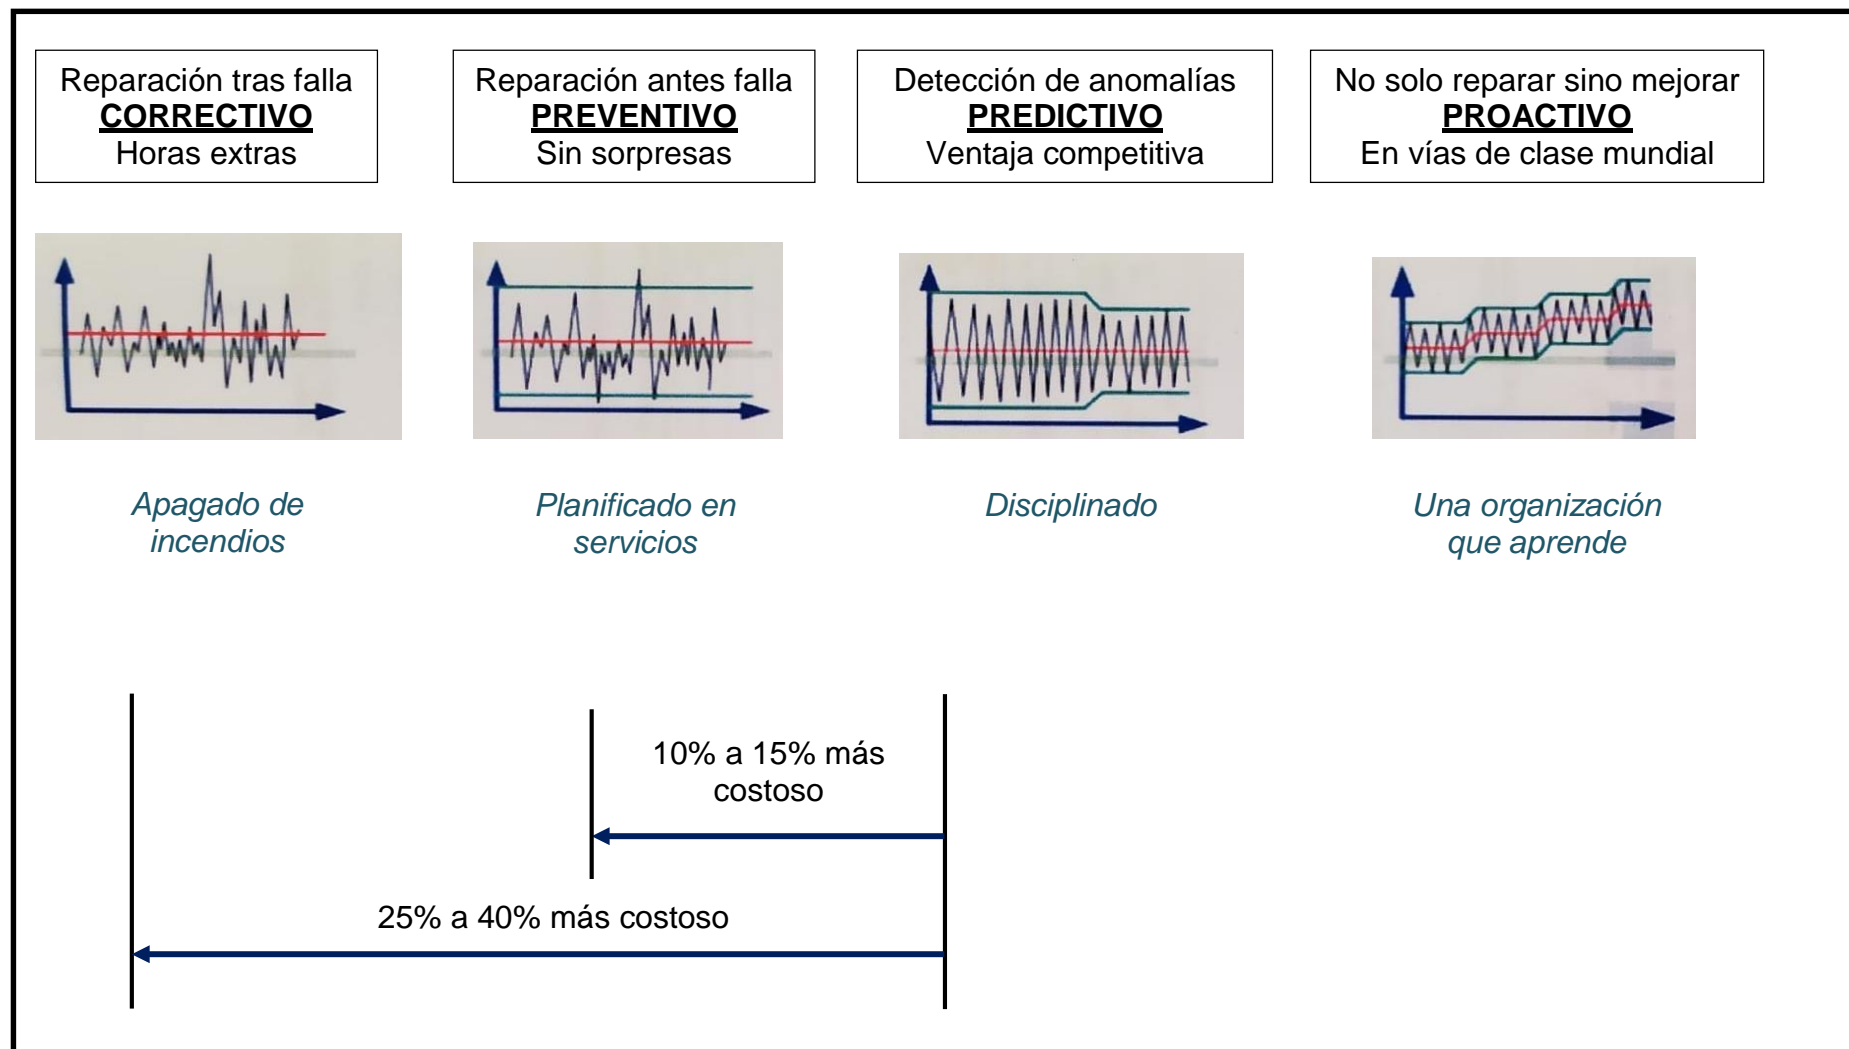 Reparación tras falla
CORRECTIVO
Horas extras
Reparación antes falla
PREVENTIVO
Sin sorpresas
Detección de anomalías
PREDICTIVO
Ventaja competitiva
No solo reparar sino mejorar
PROACTIVO
En vías de clase mundial
Apagado de
incendios
Planificado en
servicios
Disciplinado
Una organización
que aprende
10% a 15% más
costoso
25% a 40% más costoso